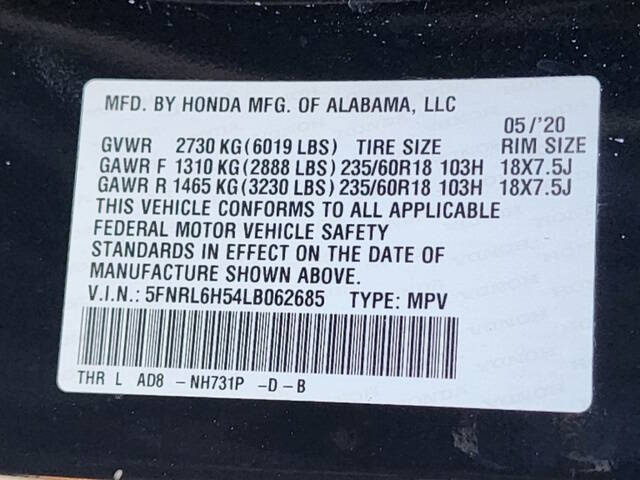 MFD. BY HONDA MFG. OF ALABAMA, LLC
05/'20
GVWR 2730 KG (6019 LBS) TIRE SIZE RIM SIZE
GAWR F 1310 KG (2888 LBS) 235/60R18 103H 18X7.5J
GAWR R 1465 KG (3230 LBS) 235/60R18 103H 18X7.5J
THIS VEHICLE CONFORMS TO ALL APPLICABLE
FEDERAL MOTOR VEHICLE SAFETY
STANDARDS IN EFFECT ON THE DATE OF
MANUFACTURE SHOWN ABOVE.
V.I.N.: 5FNRL6H54LB062685 TYPE: MPV
THR L AD8 -NH731P -D-B